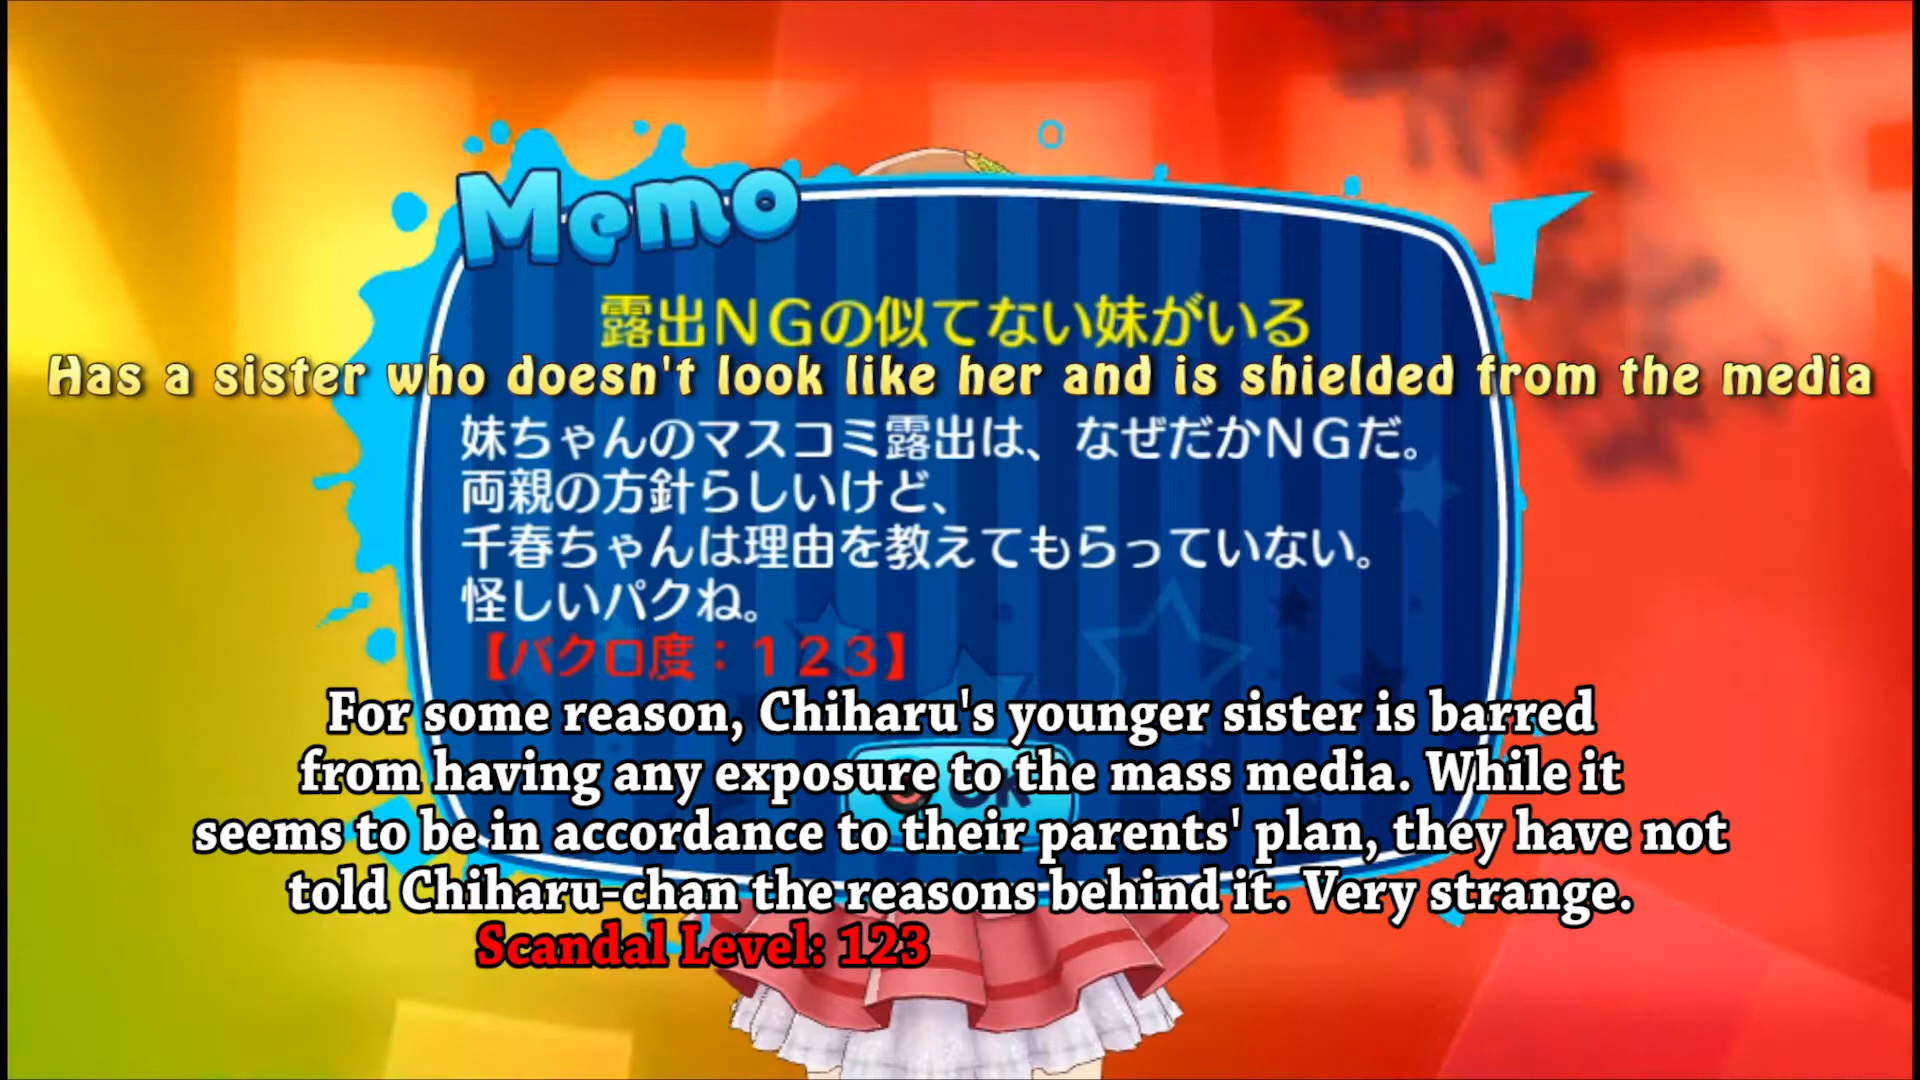 Memo
露出NGの似てない妹がいる
Has a sister who doesn't look like her and is shielded from the media
妹ちゃんのマスコミ露出は、なぜだかNGだ。
両親の方針らしいけど、
千春ちゃんは理由を教えてもらっていない。
怪しいパクね。
【バクロ度：１２３】
For some reason, Chiharu's younger sister is barred
from having any exposure to the mass media. While it
OK
seems to be in accordance to their parents' plan, they have not
told Chiharu-chan the reasons behind it. Very strange.
Scandal Level: 123